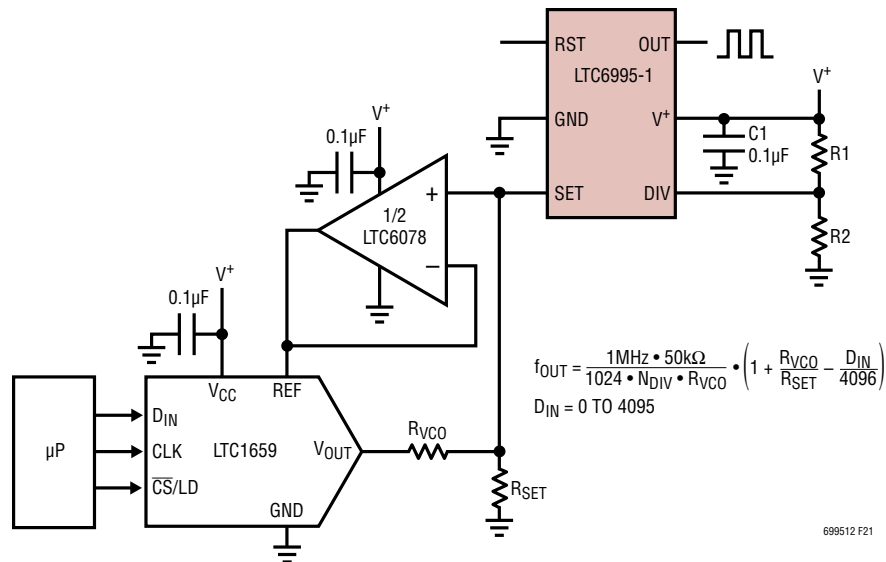 RST
OUT
LTC6995-1
GND
V+
SET
DIV
V+
C1
0.1µF
R1
R2
V+
0.1µF
+
1/2
LTC6078
−
V+
0.1µF
VCC
REF
µP
DIN
CLK
CS/LD
LTC1659
VOUT
GND
RVCO
RSET
fOUT = 1MHz • 50kΩ / 1024 • NDIV • RVCO • (1 + RVCO/RSET − DIN/4096)
DIN = 0 TO 4095
699512 F21